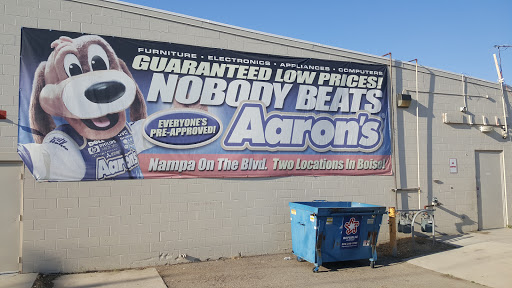 FURNITURE • ELECTRONICS • APPLIANCES • COMPUTERS
GUARANTEED LOW PRICES!
NOBODY BEATS
EVERYONE'S
PRE-APPROVED!
Aaron's
Nampa On The Blvd. Two Locations In Boise!